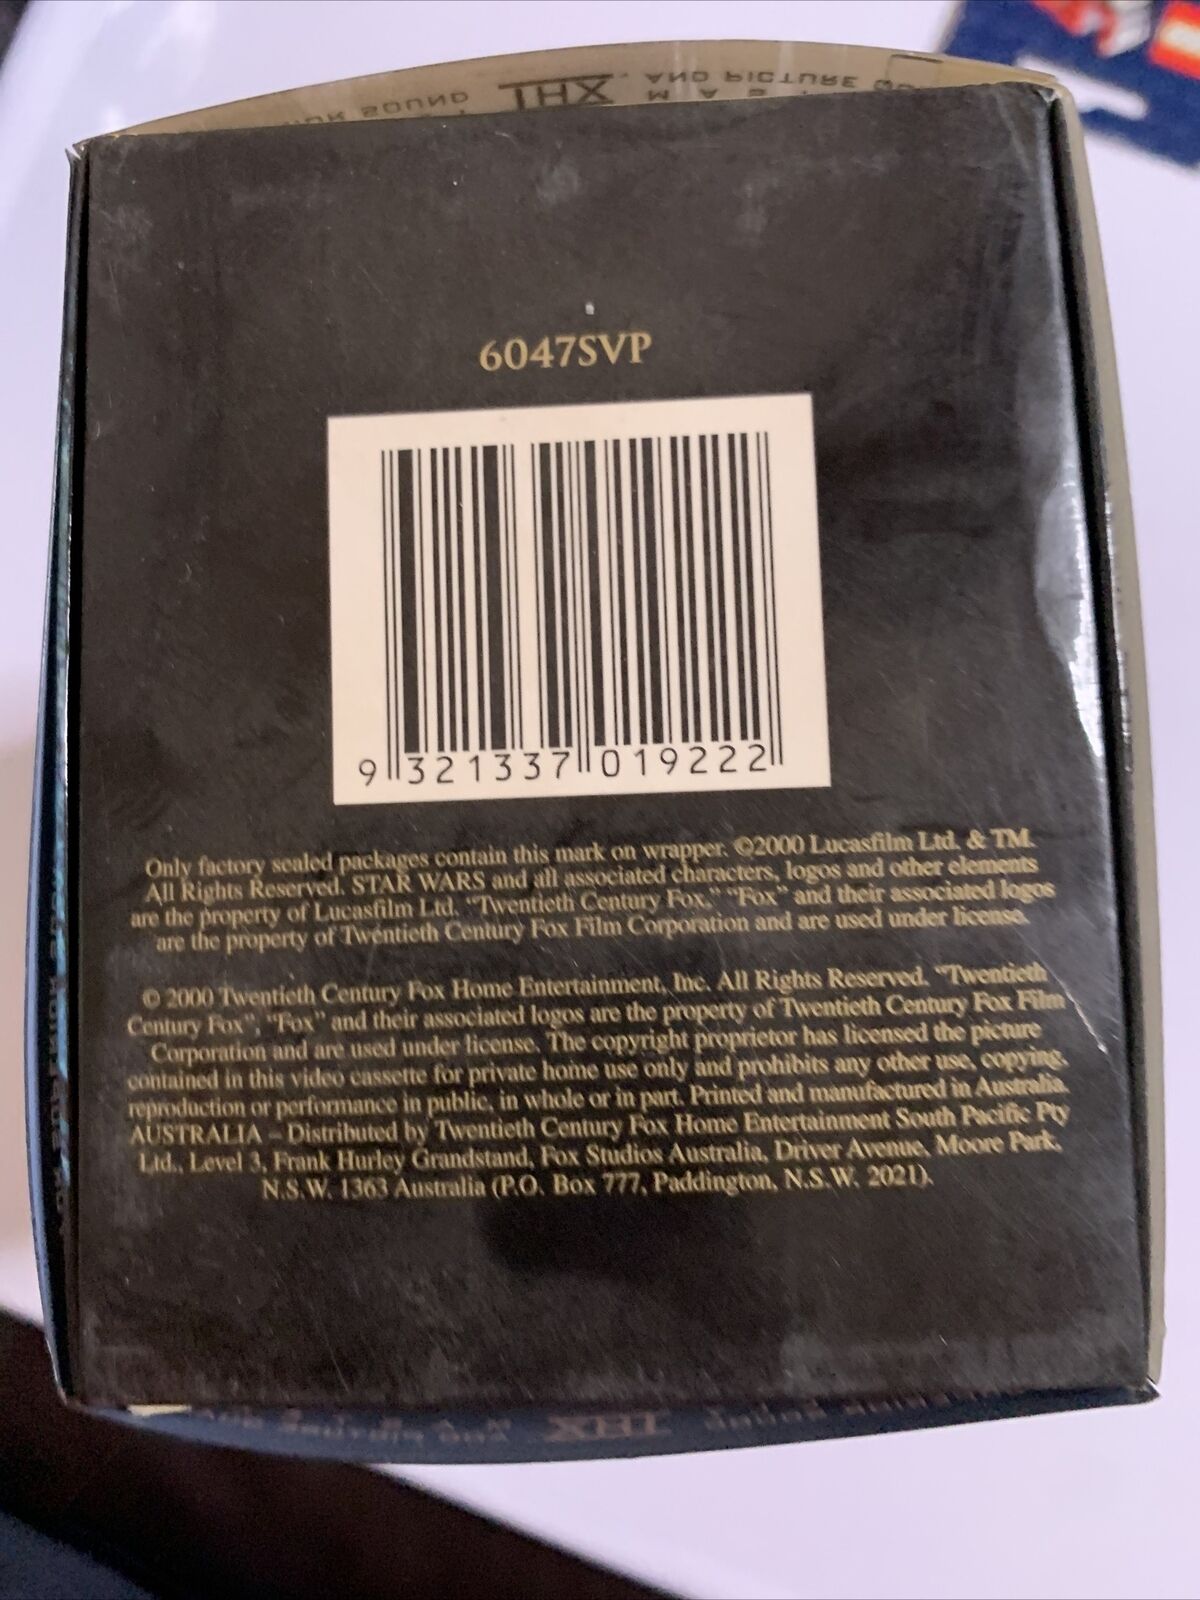 SOUND THX AND PICTURE
6047SVP
9 321337 019222
Only factory sealed packages contain this mark on wrapper. ©2000 Lucasfilm Ltd. & TM.
All Rights Reserved. STAR WARS and all associated characters, logos and other elements
are the property of Lucasfilm Ltd. "Twentieth Century Fox," "Fox" and their associated logos
are the property of Twentieth Century Fox Film Corporation and are used under license.
© 2000 Twentieth Century Fox Home Entertainment, Inc. All Rights Reserved. "Twentieth
Century Fox", "Fox" and their associated logos are the property of Twentieth Century Fox Film
Corporation and are used under license. The copyright proprietor has licensed the picture
contained in this video cassette for private home use only and prohibits any other use, copying,
reproduction or performance in public, in whole or in part. Printed and manufactured in Australia.
AUSTRALIA – Distributed by Twentieth Century Fox Home Entertainment South Pacific Pty
Ltd., Level 3, Frank Hurley Grandstand, Fox Studios Australia, Driver Avenue, Moore Park,
N.S.W. 1363 Australia (P.O. Box 777, Paddington, N.S.W. 2021).
THX AND PICTURE